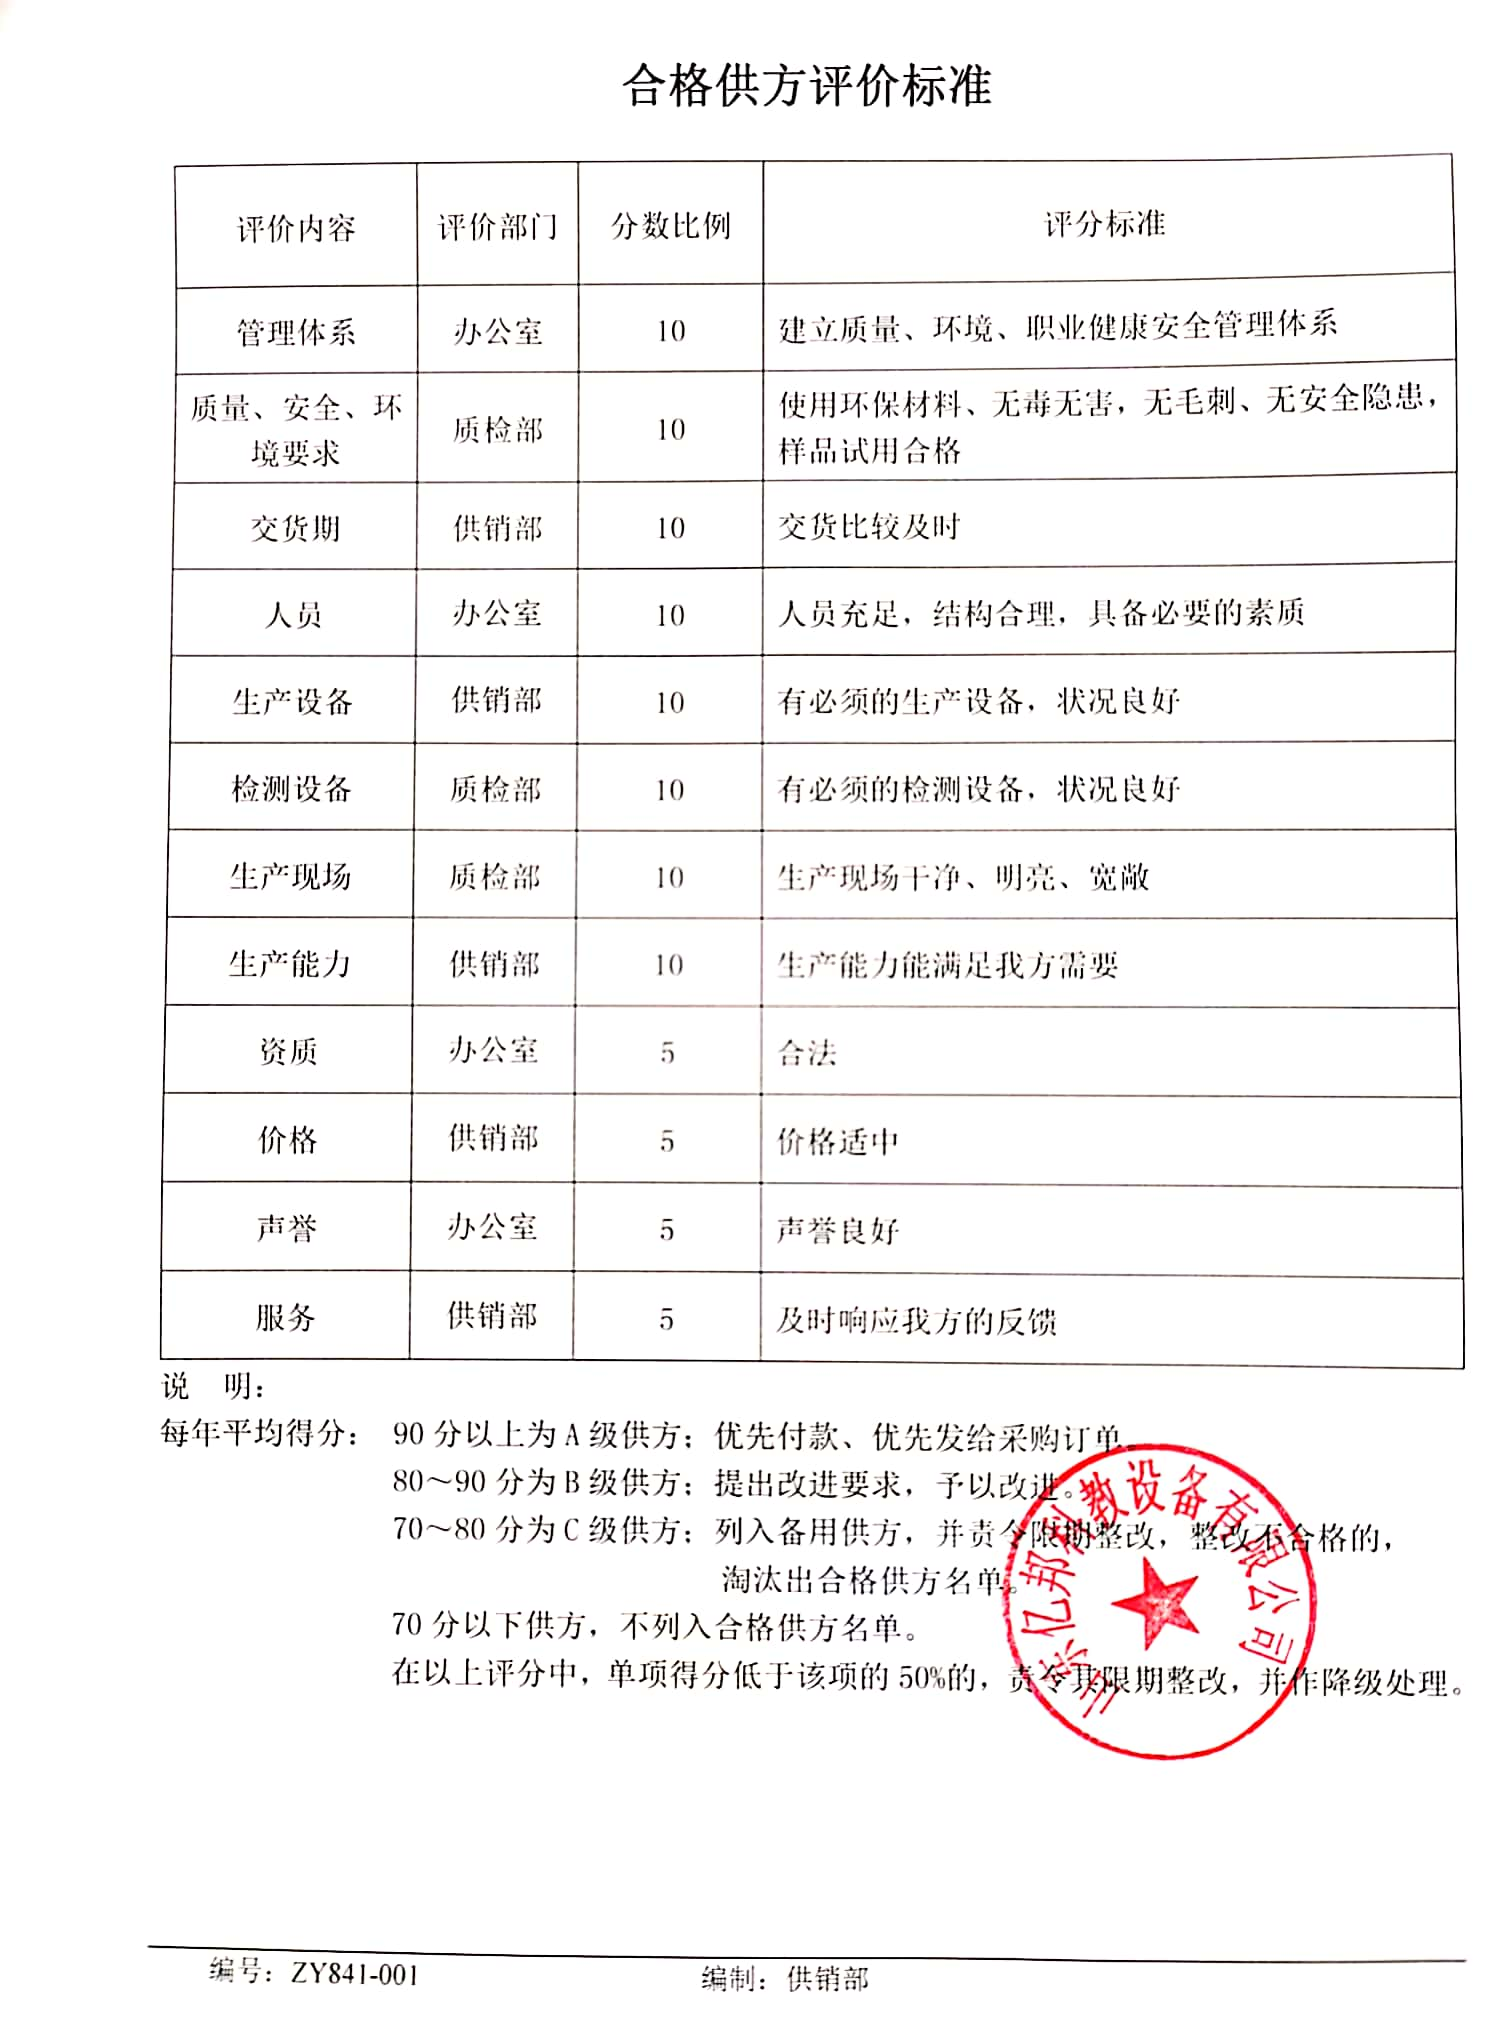 合格供方评价标准
评价内容 评价部门 分数比例 评分标准
管理体系 办公室 10 建立质量、环境、职业健康安全管理体系
质量、安全、环
境要求 质检部 10 使用环保材料、无毒无害，无毛刺、无安全隐患，
样品试用合格
交货期 供销部 10 交货比较及时
人员 办公室 10 人员充足，结构合理，具备必要的素质
生产设备 供销部 10 有必须的生产设备，状况良好
检测设备 质检部 10 有必须的检测设备，状况良好
生产现场 质检部 10 生产现场干净、明亮、宽敞
生产能力 供销部 10 生产能力能满足我方需要
资质 办公室 5 合法
价格 供销部 5 价格适中
声誉 办公室 5 声誉良好
服务 供销部 5 及时响应我方的反馈
说 明：
每年平均得分： 90 分以上为 A 级供方；优先付款、优先发给采购订单。
80～90 分为 B 级供方；提出改进要求，予以改进。
70～80 分为 C 级供方；列入备用供方，并责令限期整改，整改不合格的，
淘汰出合格供方名单。
70 分以下供方，不列入合格供方名单。
在以上评分中，单项得分低于该项的 50%的，责令其限期整改，并作降级处理。
亿邦科教设备有限公司
编号：ZY841-001 编制：供销部